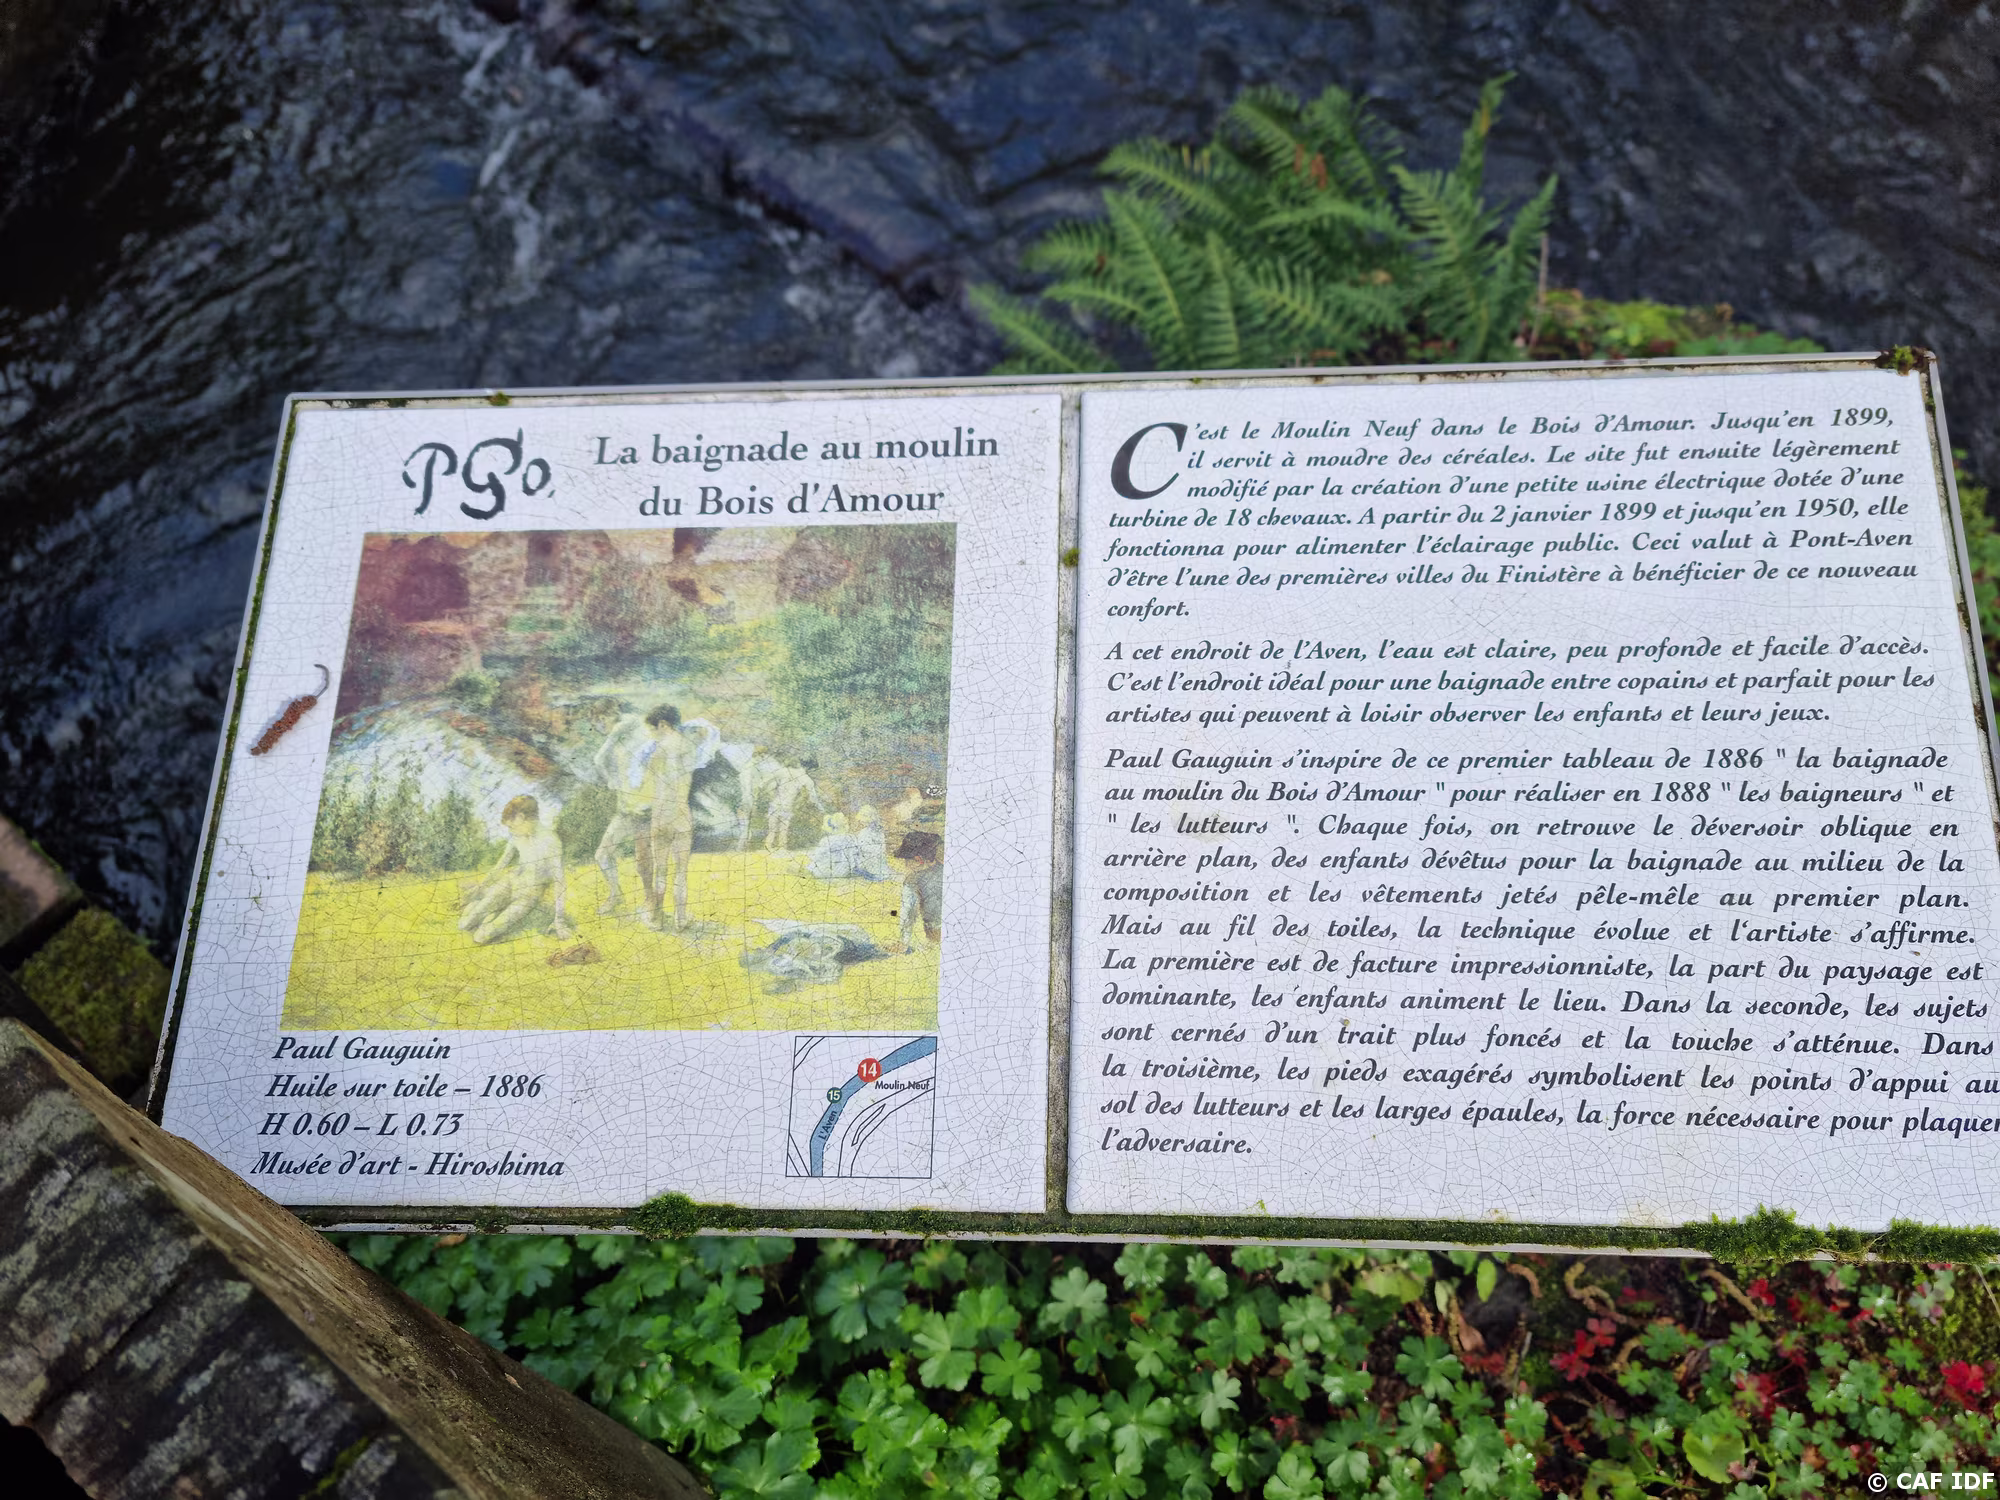 PGo.
La baignade au moulin
du Bois d'Amour
Paul Gauguin
Huile sur toile – 1886
H 0.60 – L 0.73
Musée d'art - Hiroshima
14
Moulin Neuf
15
L'Aven
C'est le Moulin Neuf dans le Bois d'Amour. Jusqu'en 1899,
il servit à moudre des céréales. Le site fut ensuite légèrement
modifié par la création d'une petite usine électrique dotée d'une
turbine de 18 chevaux. A partir du 2 janvier 1899 et jusqu'en 1950, elle
fonctionna pour alimenter l'éclairage public. Ceci valut à Pont-Aven
d'être l'une des premières villes du Finistère à bénéficier de ce nouveau
confort.
A cet endroit de l'Aven, l'eau est claire, peu profonde et facile d'accès.
C'est l'endroit idéal pour une baignade entre copains et parfait pour les
artistes qui peuvent à loisir observer les enfants et leurs jeux.
Paul Gauguin s'inspire de ce premier tableau de 1886 " la baignade
au moulin du Bois d'Amour " pour réaliser en 1888 " les baigneurs " et
" les lutteurs ". Chaque fois, on retrouve le déversoir oblique en
arrière plan, des enfants dévêtus pour la baignade au milieu de la
composition et les vêtements jetés pêle-mêle au premier plan.
Mais au fil des toiles, la technique évolue et l'artiste s'affirme.
La première est de facture impressionniste, la part du paysage est
dominante, les enfants animent le lieu. Dans la seconde, les sujets
sont cernés d'un trait plus foncés et la touche s'atténue. Dans
la troisième, les pieds exagérés symbolisent les points d'appui au
sol des lutteurs et les larges épaules, la force nécessaire pour plaquer
l'adversaire.
© CAF IDF